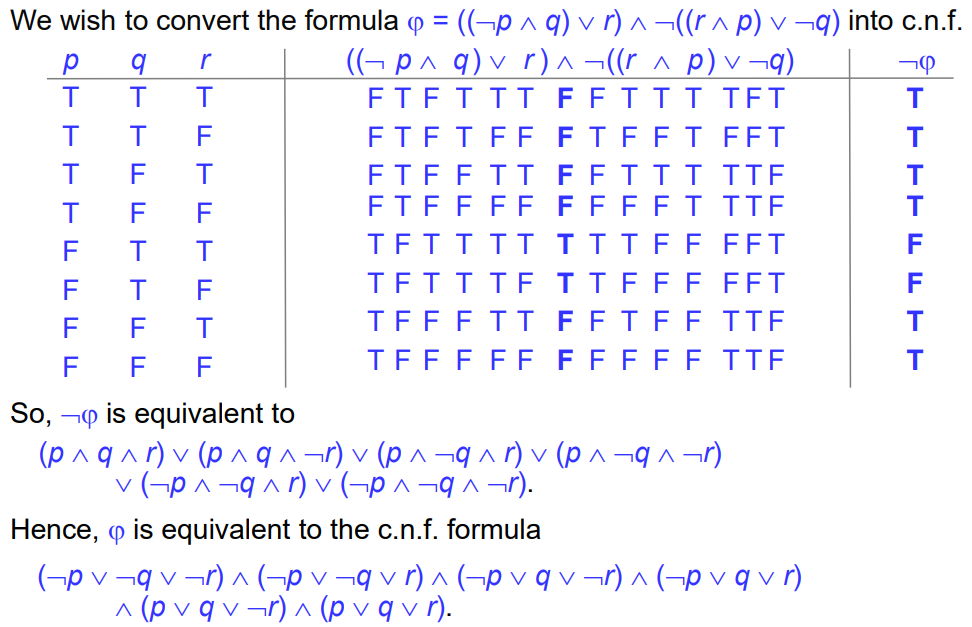 We wish to convert the formula φ = ((¬p ∧ q) ∨ r) ∧ ¬((r ∧ p) ∨ ¬q) into c.n.f.
p q r ((¬ p ∧ q) ∨ r) ∧ ¬((r ∧ p) ∨ ¬q) ¬φ
T T T F T F T T T F F T T T T F T T
T T F F T F T F F F T F F T F F T T
T F T F T F F T T F F T T T T T F T
T F F F T F F F F F F F F T T T F T
F T T T F T T T T T T T F F F F T F
F T F T F T T T F T T F F F F F T F
F F T T F F F T T F F T F F T T F T
F F F T F F F F F F F F F F T T F T
So, ¬φ is equivalent to
(p ∧ q ∧ r) ∨ (p ∧ q ∧ ¬r) ∨ (p ∧ ¬q ∧ r) ∨ (p ∧ ¬q ∧ ¬r)
∨ (¬p ∧ ¬q ∧ r) ∨ (¬p ∧ ¬q ∧ ¬r).
Hence, φ is equivalent to the c.n.f. formula
(¬p ∨ ¬q ∨ ¬r) ∧ (¬p ∨ ¬q ∨ r) ∧ (¬p ∨ q ∨ ¬r) ∧ (¬p ∨ q ∨ r)
∧ (p ∨ q ∨ ¬r) ∧ (p ∨ q ∨ r).